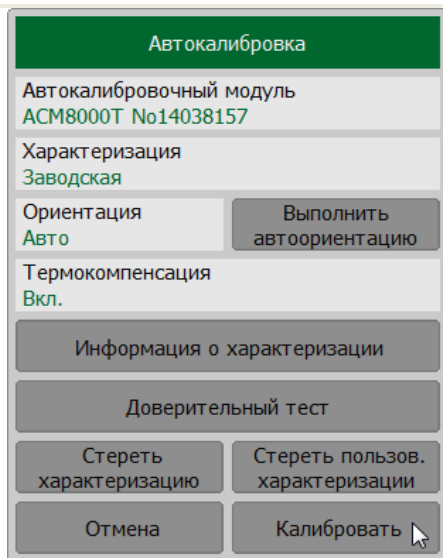 Автокалибровка
Автокалибровочный модуль
ACM8000T No14038157
Характеризация
Заводская
Ориентация
Авто
Выполнить
автоориентацию
Термокомпенсация
Вкл.
Информация о характеризации
Доверительный тест
Стереть
характеризацию
Стереть пользов.
характеризации
Отмена
Калибровать